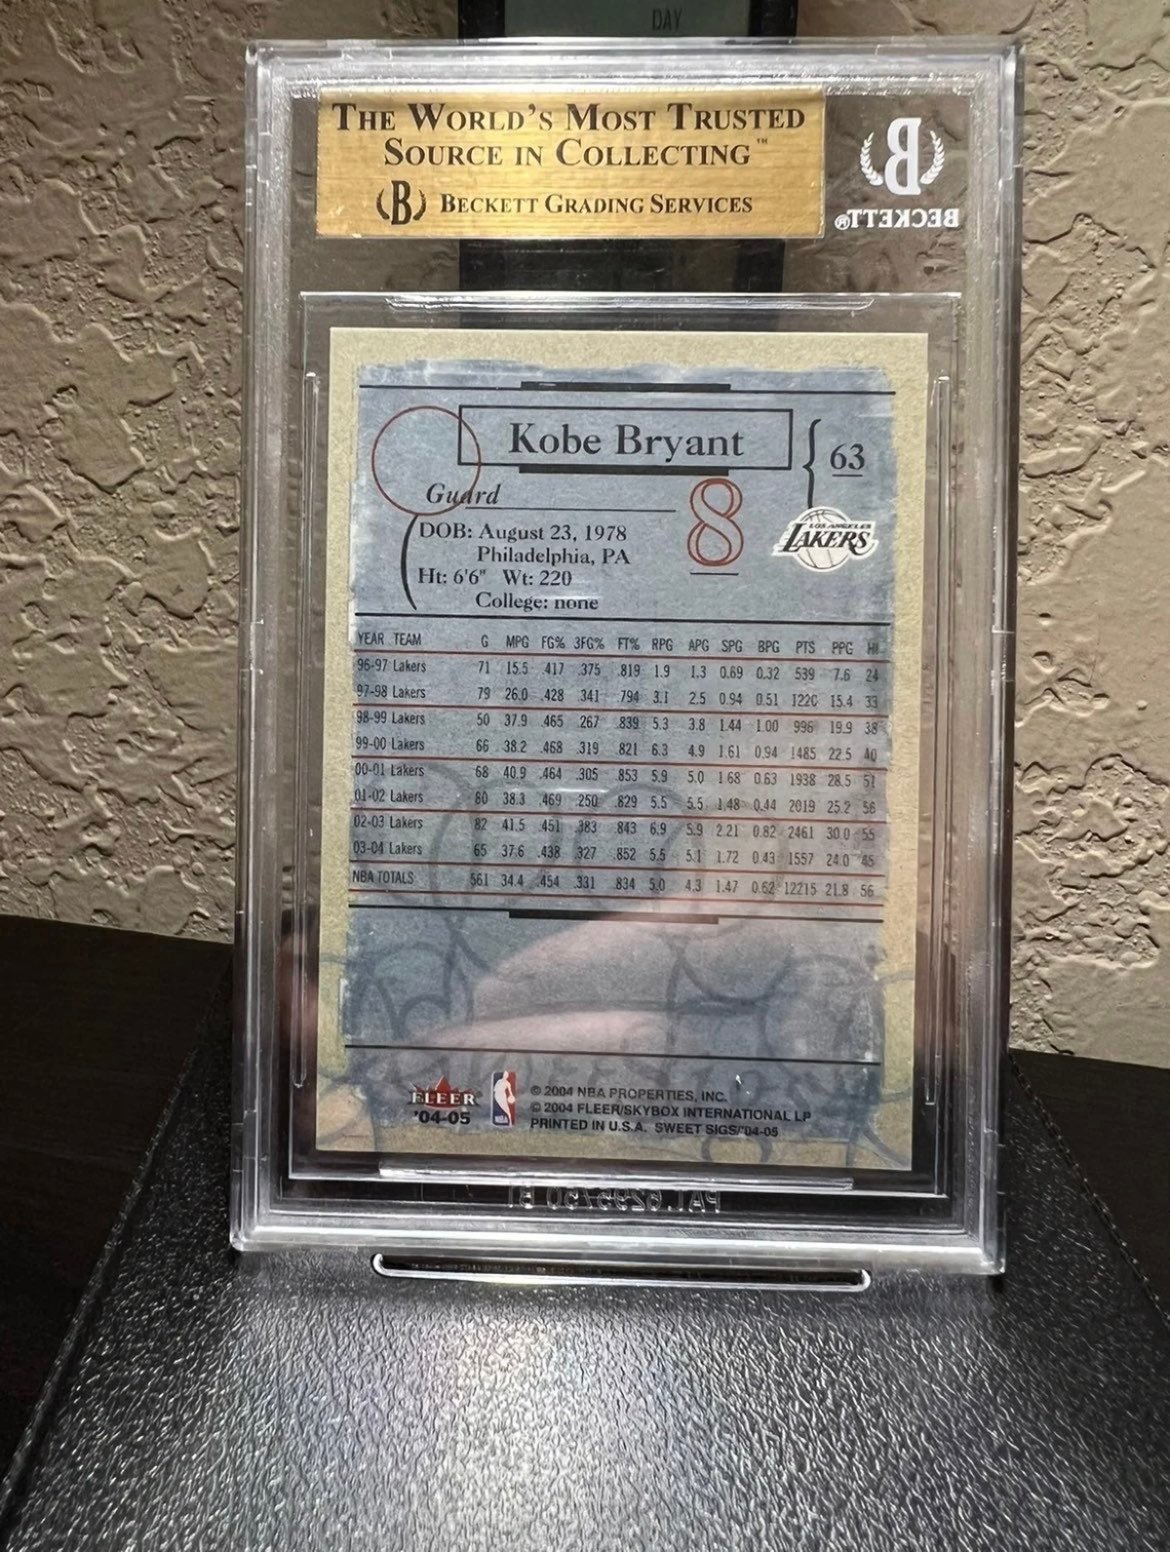 DAY
THE WORLD'S MOST TRUSTED
SOURCE IN COLLECTING™
B BECKETT GRADING SERVICES
B
BECKETT®
Kobe Bryant
63
Guard
8
DOB: August 23, 1978
Philadelphia, PA
Ht: 6'6" Wt: 220
College: none
LOS ANGELES
LAKERS
YEAR TEAM G MPG FG% 3FG% FT% RPG APG SPG BPG PTS PPG HI
96-97 Lakers 71 15.5 .417 .375 .819 1.9 1.3 0.69 0.32 539 7.6 24
97-98 Lakers 79 26.0 .428 .341 .794 3.1 2.5 0.94 0.51 1220 15.4 33
98-99 Lakers 50 37.9 .465 .267 .839 5.3 3.8 1.44 1.00 996 19.9 38
99-00 Lakers 66 38.2 .468 .319 .821 6.3 4.9 1.61 0.94 1485 22.5 40
00-01 Lakers 68 40.9 .464 .305 .853 5.9 5.0 1.68 0.63 1938 28.5 51
01-02 Lakers 80 38.3 .469 .250 .829 5.5 5.5 1.48 0.44 2019 25.2 56
02-03 Lakers 82 41.5 .451 .383 .843 6.9 5.9 2.21 0.82 2461 30.0 55
03-04 Lakers 65 37.6 .438 .327 .852 5.5 5.1 1.72 0.43 1557 24.0 45
NBA TOTALS 561 34.4 .454 .331 .834 5.0 4.3 1.47 0.62 12215 21.8 56
FLEER
'04-05
NBA
© 2004 NBA PROPERTIES, INC.
© 2004 FLEER/SKYBOX INTERNATIONAL LP
PRINTED IN U.S.A. SWEET SIGS/'04-05